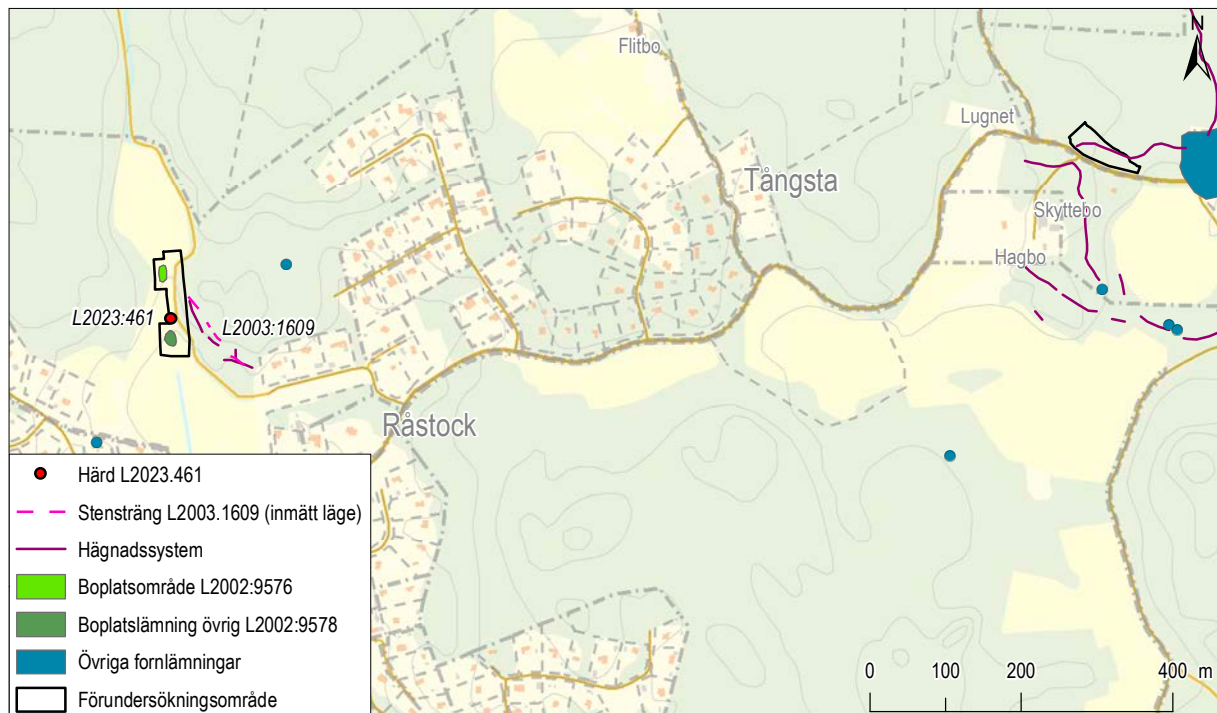 Flitbo
N
Lugnet
Tångsta
Skyttebo
Hagbo
L2023:461
L2003:1609
Råstock
Härd L2023.461
Stensträng L2003.1609 (inmätt läge)
Hägnadssystem
Boplatsområde L2002:9576
Boplatslämning övrig L2002:9578
Övriga fornlämningar
Förundersökningsområde
0 100 200 400 m